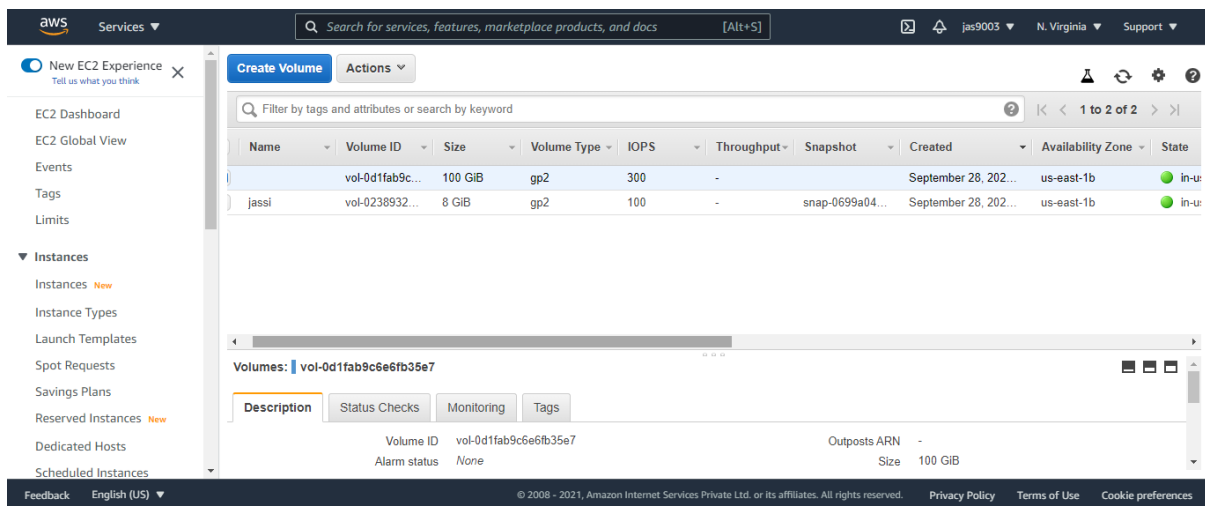 aws Services ▼ Search for services, features, marketplace products, and docs [Alt+S] jas9003 ▼ N. Virginia ▼ Support ▼
New EC2 Experience
Tell us what you think
EC2 Dashboard
EC2 Global View
Events
Tags
Limits
Instances
Instances New
Instance Types
Launch Templates
Spot Requests
Savings Plans
Reserved Instances New
Dedicated Hosts
Scheduled Instances
Create Volume Actions
Filter by tags and attributes or search by keyword 1 to 2 of 2
Name Volume ID Size Volume Type IOPS Throughput Snapshot Created Availability Zone State
vol-0d1fab9c... 100 GiB gp2 300 - September 28, 202... us-east-1b in-us
jassi vol-0238932... 8 GiB gp2 100 - snap-0699a04... September 28, 202... us-east-1b in-us
Volumes: vol-0d1fab9c6e6fb35e7
Description Status Checks Monitoring Tags
Volume ID vol-0d1fab9c6e6fb35e7 Outposts ARN -
Alarm status None Size 100 GiB
Feedback English (US) ▼ © 2008 - 2021, Amazon Internet Services Private Ltd. or its affiliates. All rights reserved. Privacy Policy Terms of Use Cookie preferences